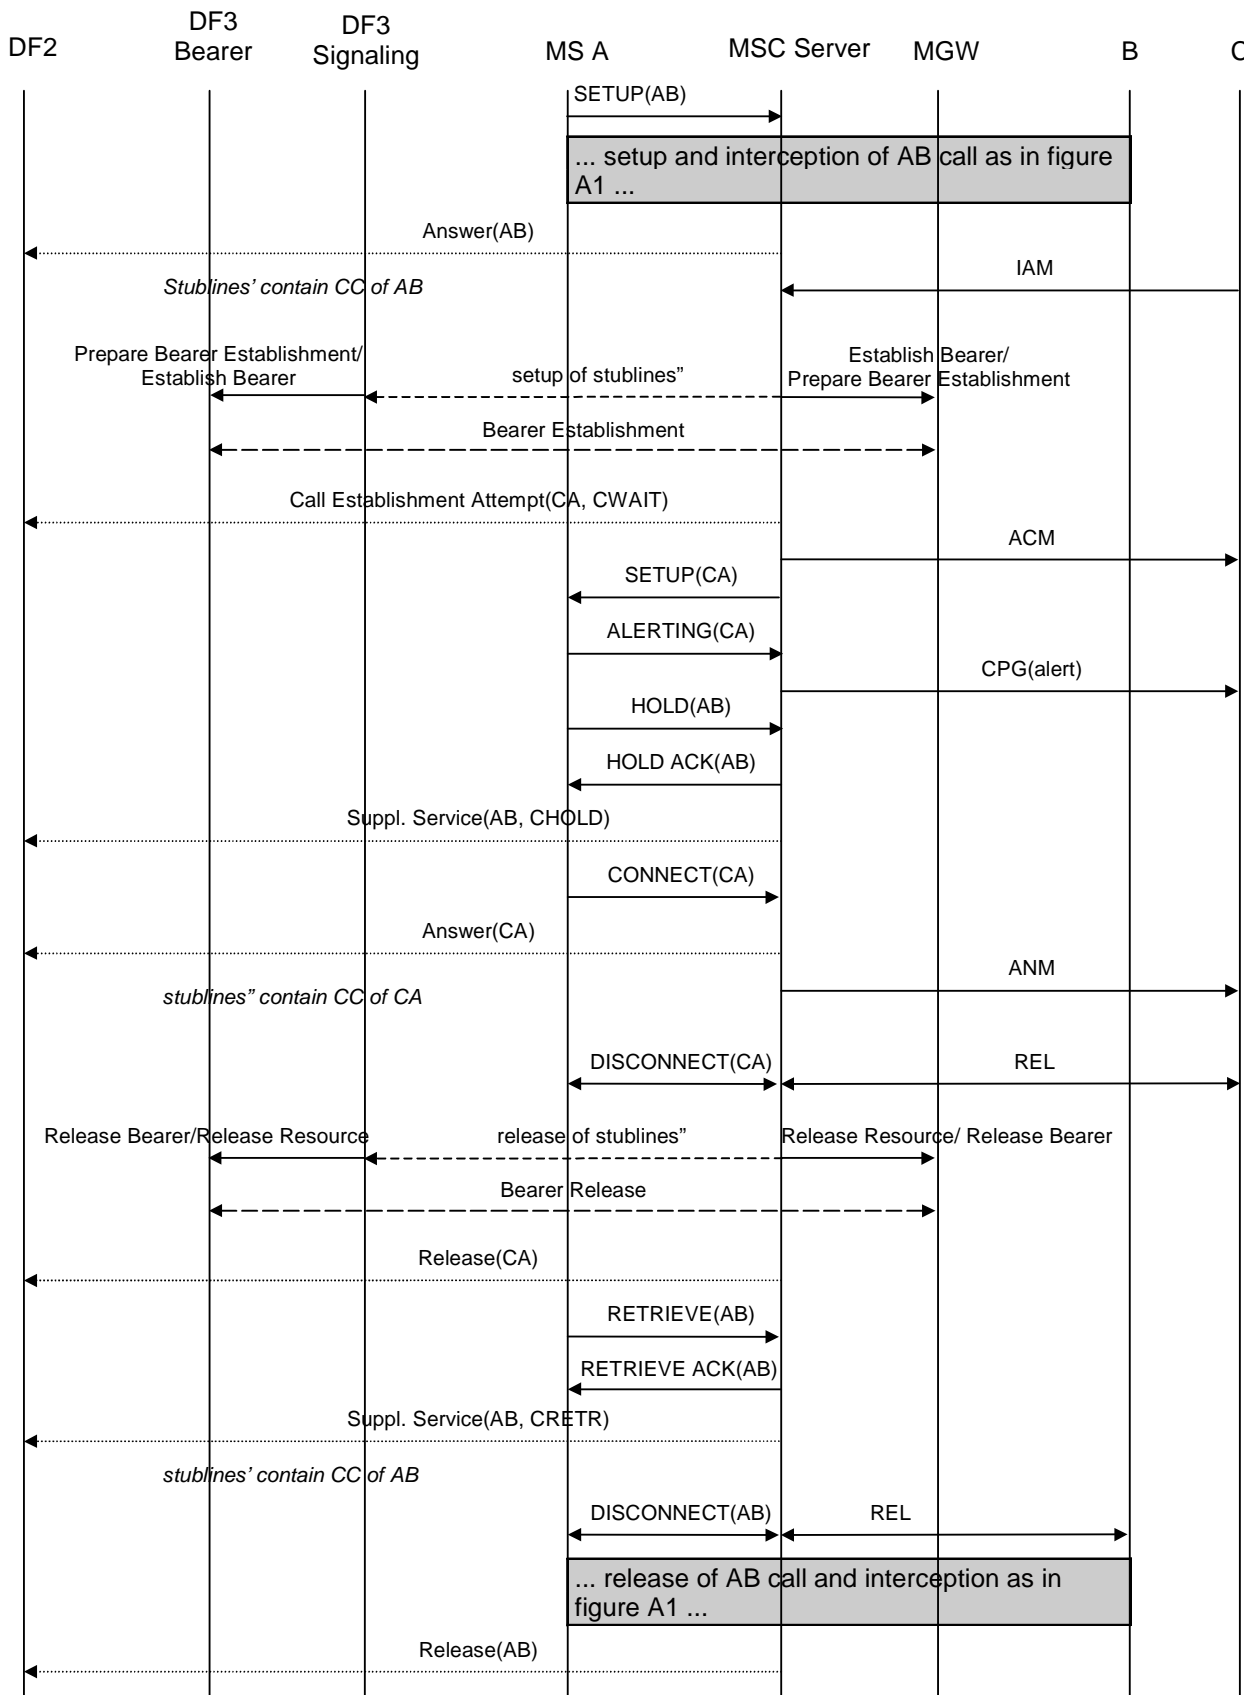 DF2
DF3
Bearer
DF3
Signaling
MS A
MSC Server
MGW
B
C
SETUP(AB)
... setup and interception of AB call as in figure
A1 ...
Answer(AB)
IAM
Stublines’ contain CC of AB
Prepare Bearer Establishment/
Establish Bearer
setup of stublines”
Establish Bearer/
Prepare Bearer Establishment
Bearer Establishment
Call Establishment Attempt(CA, CWAIT)
ACM
SETUP(CA)
ALERTING(CA)
CPG(alert)
HOLD(AB)
HOLD ACK(AB)
Suppl. Service(AB, CHOLD)
CONNECT(CA)
Answer(CA)
ANM
stublines” contain CC of CA
DISCONNECT(CA)
REL
Release Bearer/Release Resource
release of stublines”
Release Resource/ Release Bearer
Bearer Release
Release(CA)
RETRIEVE(AB)
RETRIEVE ACK(AB)
Suppl. Service(AB, CRETR)
stublines’ contain CC of AB
DISCONNECT(AB)
REL
... release of AB call and interception as in
figure A1 ...
Release(AB)